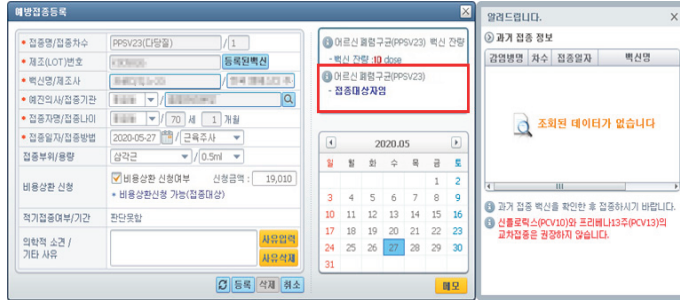 예방접종등록
접종명/접종차수 PPSV23(다당질) / 1
제조(LOT)번호 등록된백신
백신명/제조사 /
예진의사/접종기관 /
접종자명/접종나이 / 70 세 1 개월
접종일자/접종방법 2020-05-27 / 근육주사
접종부위/용량 삼각근 / 0.5ml
비용상환 신청 비용상환 신청여부 신청금액 : 19,010
* 비용상환신청 가능(접종대상)
적기접종여부/기간 판단못함
의학적 소견 /
기타 사유
사유입력
사유삭제
등록 삭제 취소
어르신 폐렴구균(PPSV23) 백신 잔량
- 백신 잔량 :10 dose
어르신 폐렴구균(PPSV23)
- 접종대상자임
2020.05
일 월 화 수 목 금 토
1 2
3 4 5 6 7 8 9
10 11 12 13 14 15 16
17 18 19 20 21 22 23
24 25 26 27 28 29 30
31
메모
알려드립니다.
과거 접종 정보
감염병명 차수 접종일자 백신명
조회된 데이터가 없습니다
과거 접종 백신을 확인한 후 접종하시기 바랍니다.
신플로릭스(PCV10)와 프리베나13주(PCV13)의
교차접종은 권장하지 않습니다.